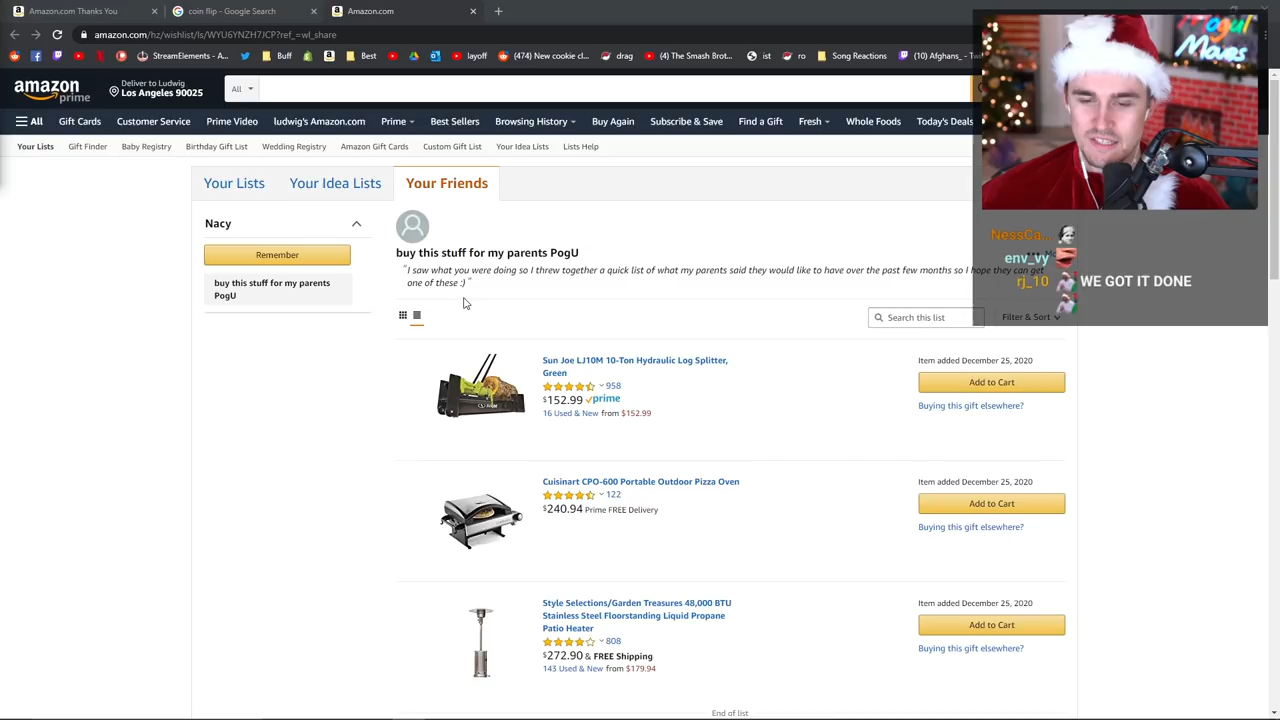 Amazon.com
coin flip - Google Search
Amazon.com
amazon.com/hz/wishlist/ls/WYU6YNZH7JCP?ref_=wl_share
StreamElements - A...
Buff
(474) New cookie cl...
drag
(4) The Smash Brot...
ist
ro
Song Reactions
(10) Afghans_ - Tw
amazon
prime
Deliver to Ludwig
Los Angeles 90025
All
All Gift Cards Customer Service Prime Video Amazon Home Prime Best Sellers Browsing History Buy Again Subscribe & Save Find a Gift Fresh Whole Foods Today's Deals
Your Lists Gift Finder Baby Registry Birthday Gift List Wedding Registry Amazon Gift Cards Custom Gift List Your Idea Lists Lists Help
Mogul
Moves
Your Lists Your Idea Lists Your Friends
Nacy
Remember
buy this stuff for my parents
PogU
buy this stuff for my parents PogU
"I saw what you were doing so I threw together a quick list of what my parents said they would like to have over the past few months so I hope they can get
one of these :) "
NessCa...
env_vy
rj_10 WE GOT IT DONE
Search this list
Filter & Sort
Sun Joe LJ10M 10-Ton Hydraulic Log Splitter,
Green
958
$152.99 prime
16 Used & New from $152.99
Item added December 25, 2020
Add to Cart
Buying this gift elsewhere?
Cuisinart CPO-600 Portable Outdoor Pizza Oven
122
$240.94 Prime FREE Delivery
Item added December 25, 2020
Add to Cart
Buying this gift elsewhere?
Style Selections/Garden Treasures 48,000 BTU
Stainless Steel Floorstanding Liquid Propane
Patio Heater
808
$272.90 & FREE Shipping
143 Used & New from $179.94
Item added December 25, 2020
Add to Cart
Buying this gift elsewhere?
End of list